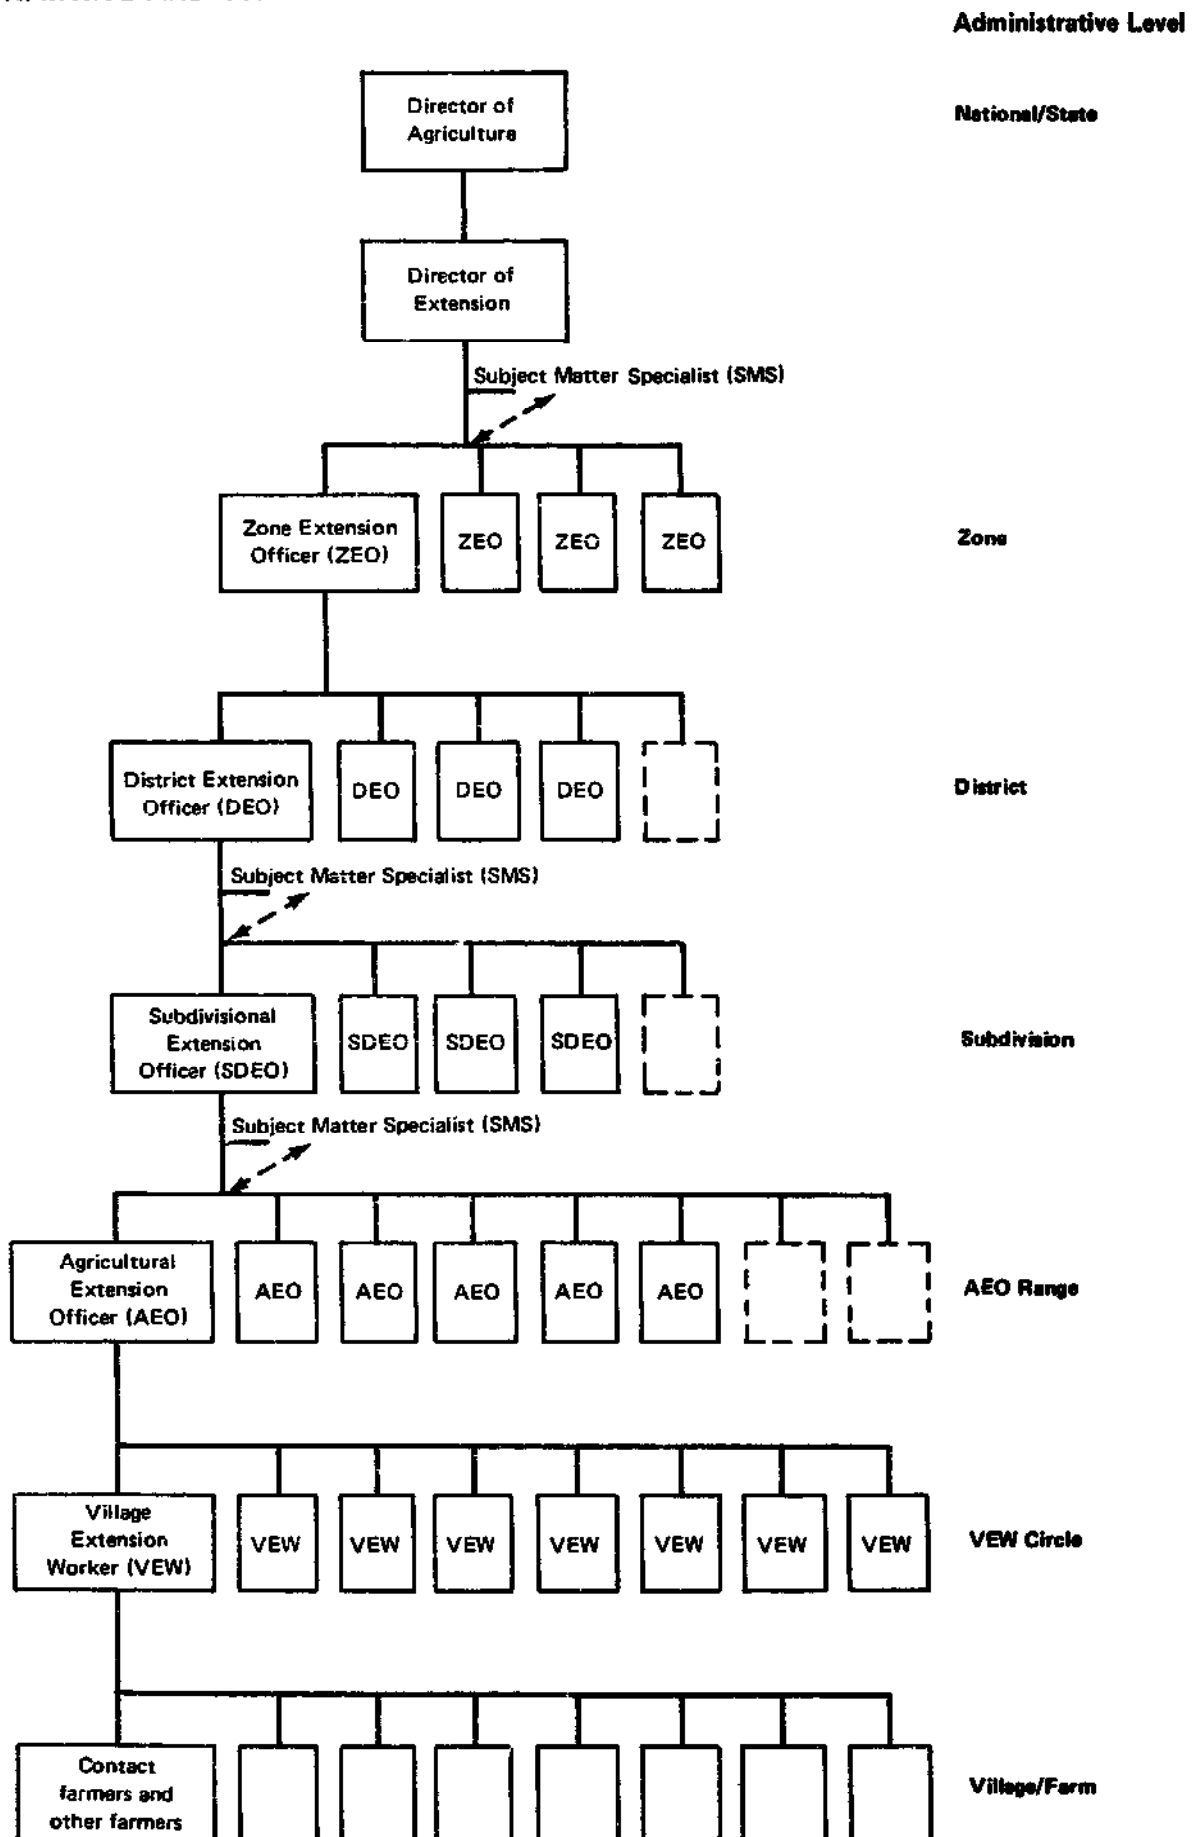 Administrative Level
Director of
Agriculture
National/State
Director of
Extension
Subject Matter Specialist (SMS)
Zone Extension
Officer (ZEO)
ZEO
ZEO
ZEO
Zone
District Extension
Officer (DEO)
DEO
DEO
DEO
District
Subject Matter Specialist (SMS)
Subdivisional
Extension
Officer (SDEO)
SDEO
SDEO
SDEO
Subdivision
Subject Matter Specialist (SMS)
Agricultural
Extension
Officer (AEO)
AEO
AEO
AEO
AEO
AEO
AEO Range
Village
Extension
Worker (VEW)
VEW
VEW
VEW
VEW
VEW
VEW
VEW
VEW Circle
Contact
farmers and
other farmers
Village/Farm